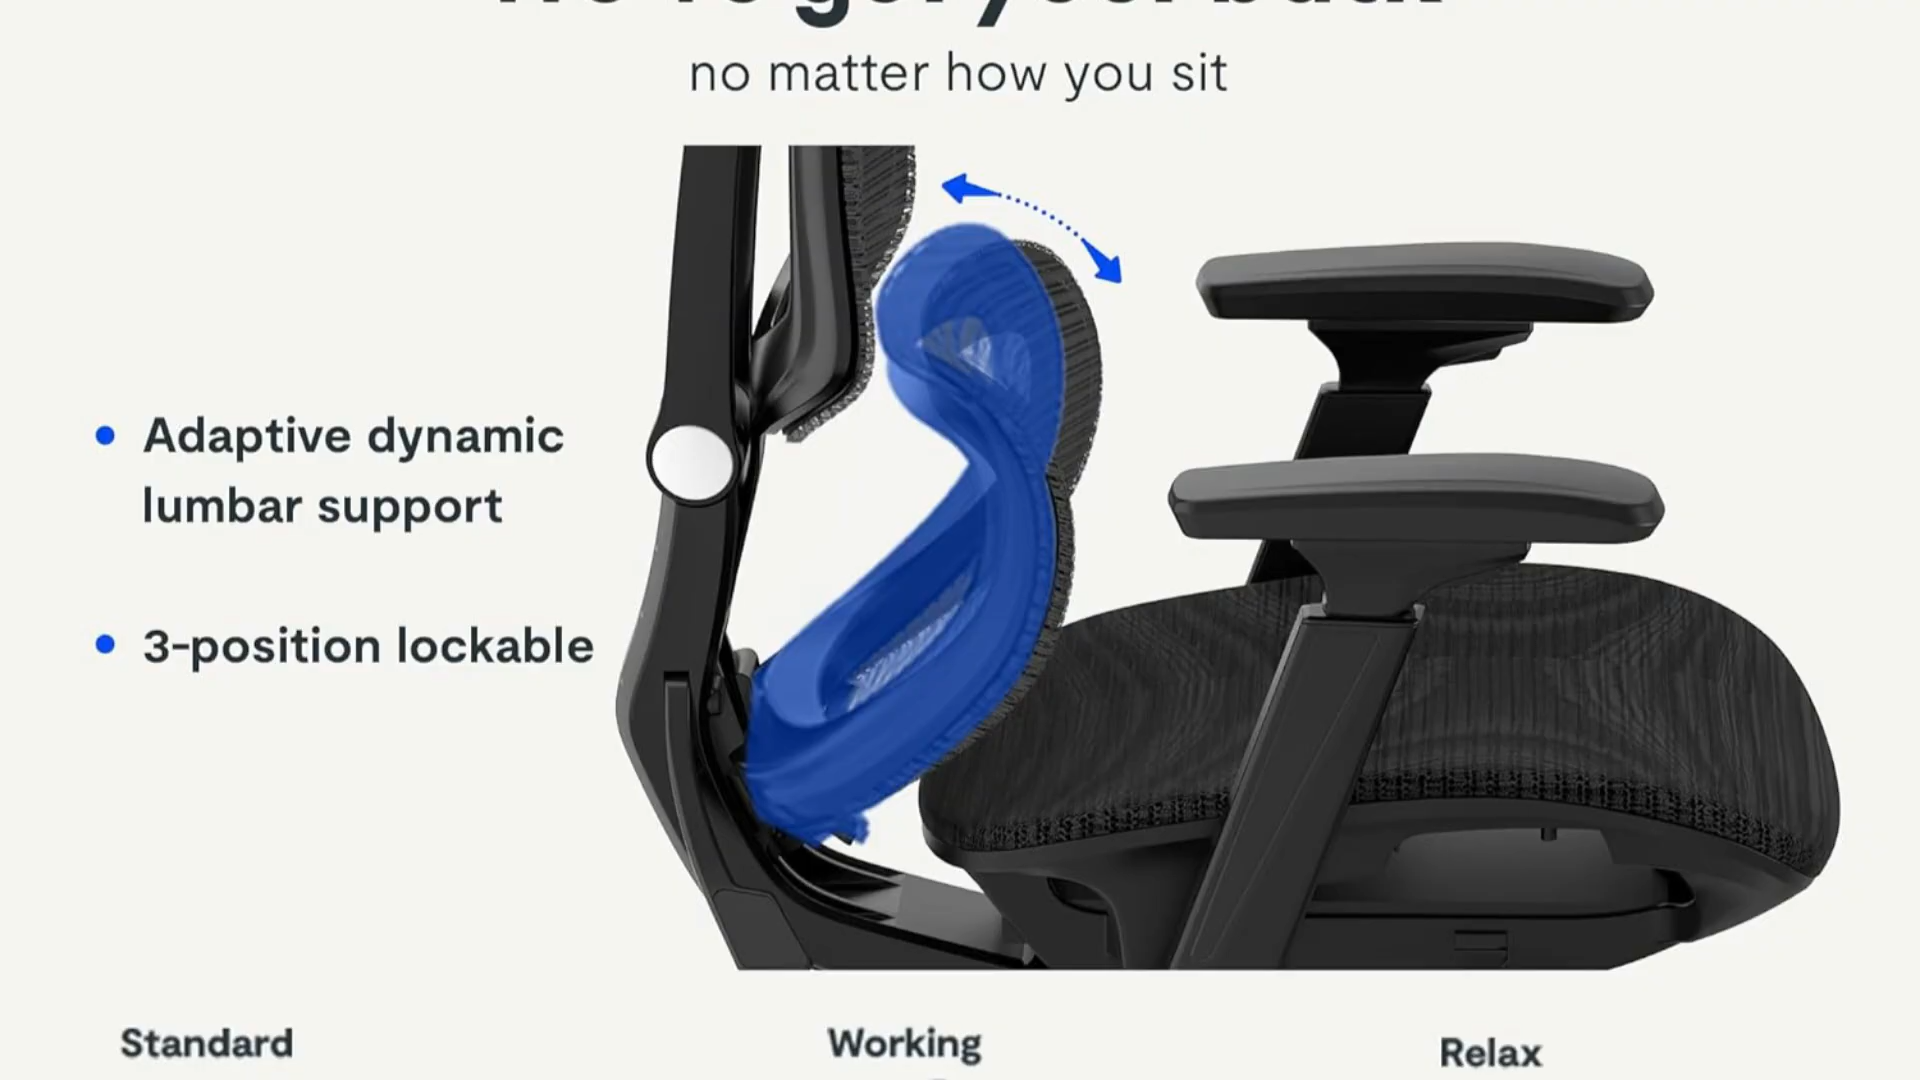 no matter how you sit
Adaptive dynamic
lumbar support
3-position lockable
Standard
Working
Relax